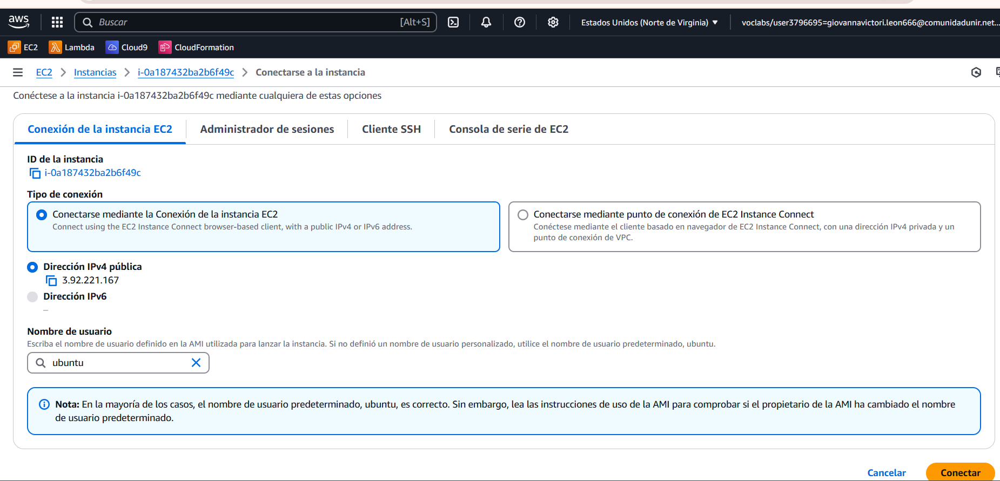 aws
Buscar
[Alt+S]
Estados Unidos (Norte de Virginia)
voclabs/user3796695=giovannavictori.leon666@comunidadunir.net...
EC2
Lambda
Cloud9
CloudFormation
EC2 > Instancias > i-0a187432ba2b6f49c > Conectarse a la instancia
Conéctese a la instancia i-0a187432ba2b6f49c mediante cualquiera de estas opciones
Conexión de la instancia EC2
Administrador de sesiones
Cliente SSH
Consola de serie de EC2
ID de la instancia
i-0a187432ba2b6f49c
Tipo de conexión
Conectarse mediante la Conexión de la instancia EC2
Connect using the EC2 Instance Connect browser-based client, with a public IPv4 or IPv6 address.
Conectarse mediante punto de conexión de EC2 Instance Connect
Conéctese mediante el cliente basado en navegador de EC2 Instance Connect, con una dirección IPv4 privada y un
punto de conexión de VPC.
Dirección IPv4 pública
3.92.221.167
Dirección IPv6
–
Nombre de usuario
Escriba el nombre de usuario definido en la AMI utilizada para lanzar la instancia. Si no definió un nombre de usuario personalizado, utilice el nombre de usuario predeterminado, ubuntu.
ubuntu
Nota: En la mayoría de los casos, el nombre de usuario predeterminado, ubuntu, es correcto. Sin embargo, lea las instrucciones de uso de la AMI para comprobar si el propietario de la AMI ha cambiado el nombre
de usuario predeterminado.
Cancelar
Conectar